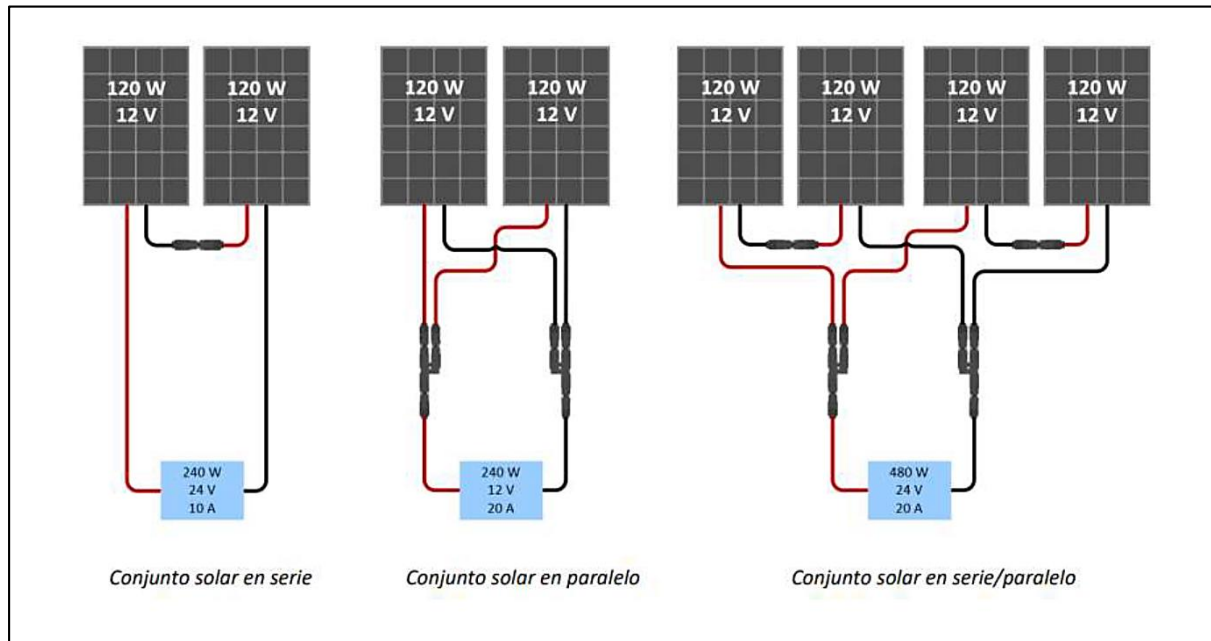 120 W
12 V
120 W
12 V
240 W
24 V
10 A
Conjunto solar en serie
120 W
12 V
120 W
12 V
240 W
12 V
20 A
Conjunto solar en paralelo
120 W
12 V
120 W
12 V
120 W
12 V
120 W
12 V
480 W
24 V
20 A
Conjunto solar en serie/paralelo